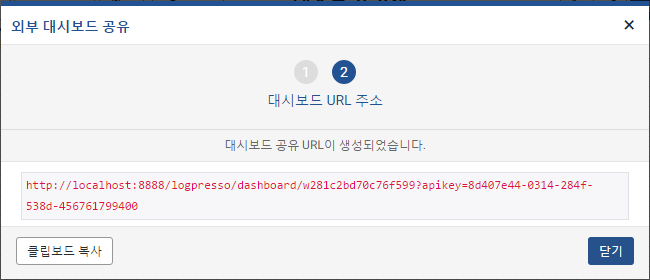 외부 대시보드 공유
×
1 2
대시보드 URL 주소
대시보드 공유 URL이 생성되었습니다.
http://localhost:8888/logpresso/dashboard/w281c2bd70c76f599?apikey=8d407e44-0314-284f-
538d-456761799400
클립보드 복사 닫기